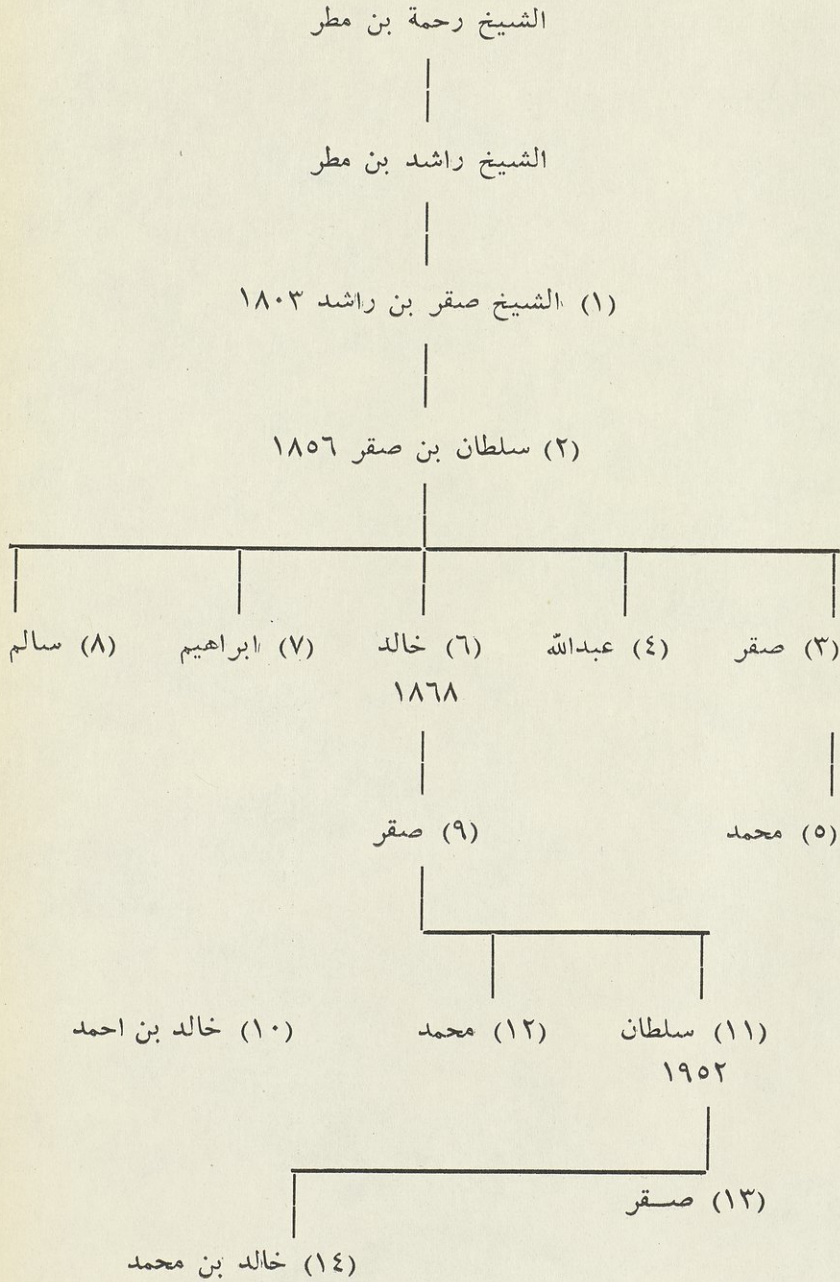 الشيخ رحمة بن مطر
الشيخ راشد بن مطر
(١) الشيخ صقر بن راشد ١٨٠٣
(٢) سلطان بن صقر ١٨٥٦
(٣) صقر (٤) عبدالله (٦) خالد (٧) ابراهيم (٨) سالم
١٨٦٨
(٥) محمد (٩) صقر
(١١) سلطان (١٢) محمد (١٠) خالد بن احمد
١٩٥٢
(١٣) صـقر
(١٤) خالد بن محمد